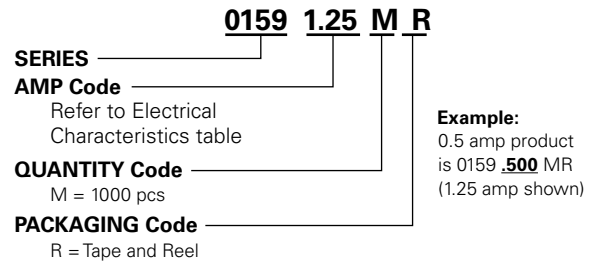 0159 1.25 M R
SERIES
AMP Code
Refer to Electrical
Characteristics table
QUANTITY Code
M = 1000 pcs
PACKAGING Code
R = Tape and Reel
Example:
0.5 amp product
is 0159 .500 MR
(1.25 amp shown)